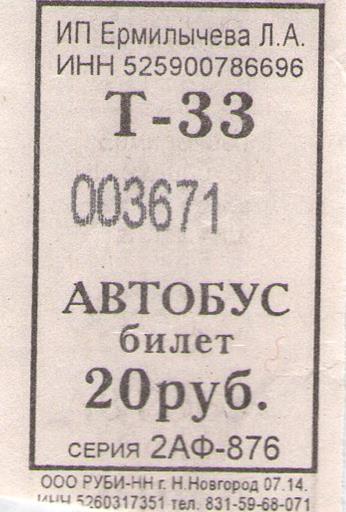 ИП Ермилычева Л.А.
ИНН 525900786696
Т-33
003671
АВТОБУС
билет
20руб.
СЕРИЯ 2АФ-876
ООО РУБИ-НН г. Н.Новгород 07.14.
ИНН 5260317351 тел. 831-59-68-071